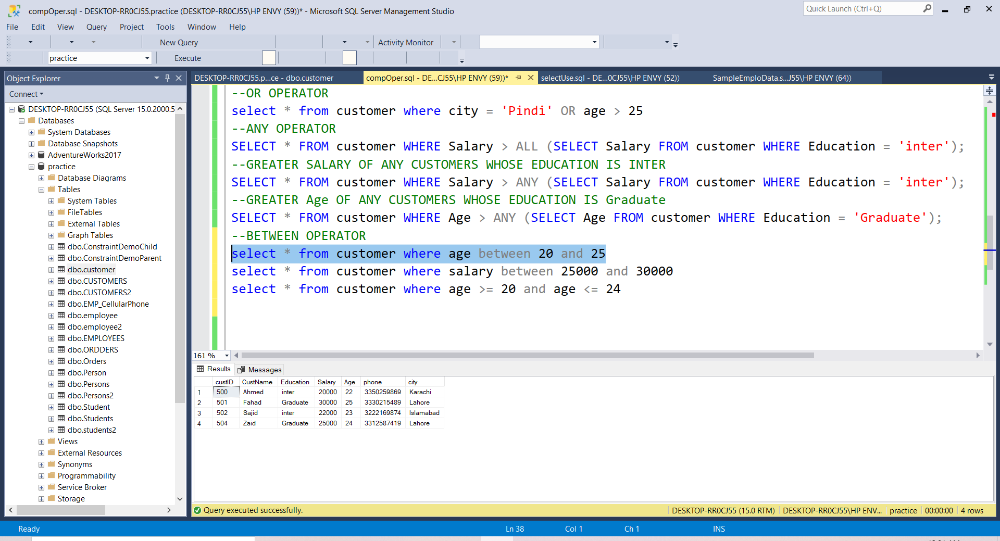 compOper.sql - DESKTOP-RR0CJ55.practice (DESKTOP-RR0CJ55\HP ENVY (59))* - Microsoft SQL Server Management Studio
Quick Launch (Ctrl+Q)
File Edit View Query Project Tools Window Help
New Query Activity Monitor
practice Execute
Object Explorer
Connect
DESKTOP-RR0CJ55 (SQL Server 15.0.2000.5
Databases
System Databases
Database Snapshots
AdventureWorks2017
practice
Database Diagrams
Tables
System Tables
FileTables
External Tables
Graph Tables
dbo.ConstraintDemoChild
dbo.ConstraintDemoParent
dbo.customer
dbo.CUSTOMERS
dbo.CUSTOMERS2
dbo.EMP_CellularPhone
dbo.employee
dbo.employee2
dbo.EMPLOYEES
dbo.ORDDERS
dbo.Orders
dbo.Person
dbo.Persons
dbo.Persons2
dbo.Student
dbo.Students
dbo.students2
Views
External Resources
Synonyms
Programmability
Service Broker
Storage
DESKTOP-RR0CJ55.p...ce - dbo.customer compOper.sql - DE...CJ55\HP ENVY (59))* selectUse.sql - DE...0CJ55\HP ENVY (52)) SampleEmploData.s...J55\HP ENVY (64))
--OR OPERATOR
select * from customer where city = 'Pindi' OR age > 25
--ANY OPERATOR
SELECT * FROM customer WHERE Salary > ALL (SELECT Salary FROM customer WHERE Education = 'inter');
--GREATER SALARY OF ANY CUSTOMERS WHOSE EDUCATION IS INTER
SELECT * FROM customer WHERE Salary > ANY (SELECT Salary FROM customer WHERE Education = 'inter');
--GREATER Age OF ANY CUSTOMERS WHOSE EDUCATION IS Graduate
SELECT * FROM customer WHERE Age > ANY (SELECT Age FROM customer WHERE Education = 'Graduate');
--BETWEEN OPERATOR
select * from customer where age between 20 and 25
select * from customer where salary between 25000 and 30000
select * from customer where age >= 20 and age <= 24
161 %
Results Messages
custID CustName Education Salary Age phone city
1 500 Ahmed inter 20000 22 3350259869 Karachi
2 501 Fahad Graduate 30000 25 3330215489 Lahore
3 502 Sajid inter 22000 23 3222169874 Islamabad
4 504 Zaid Graduate 25000 24 3312587419 Lahore
Query executed successfully. DESKTOP-RR0CJ55 (15.0 RTM) DESKTOP-RR0CJ55\HP ENV... practice 00:00:00 4 rows
Ready Ln 38 Col 1 Ch 1 INS